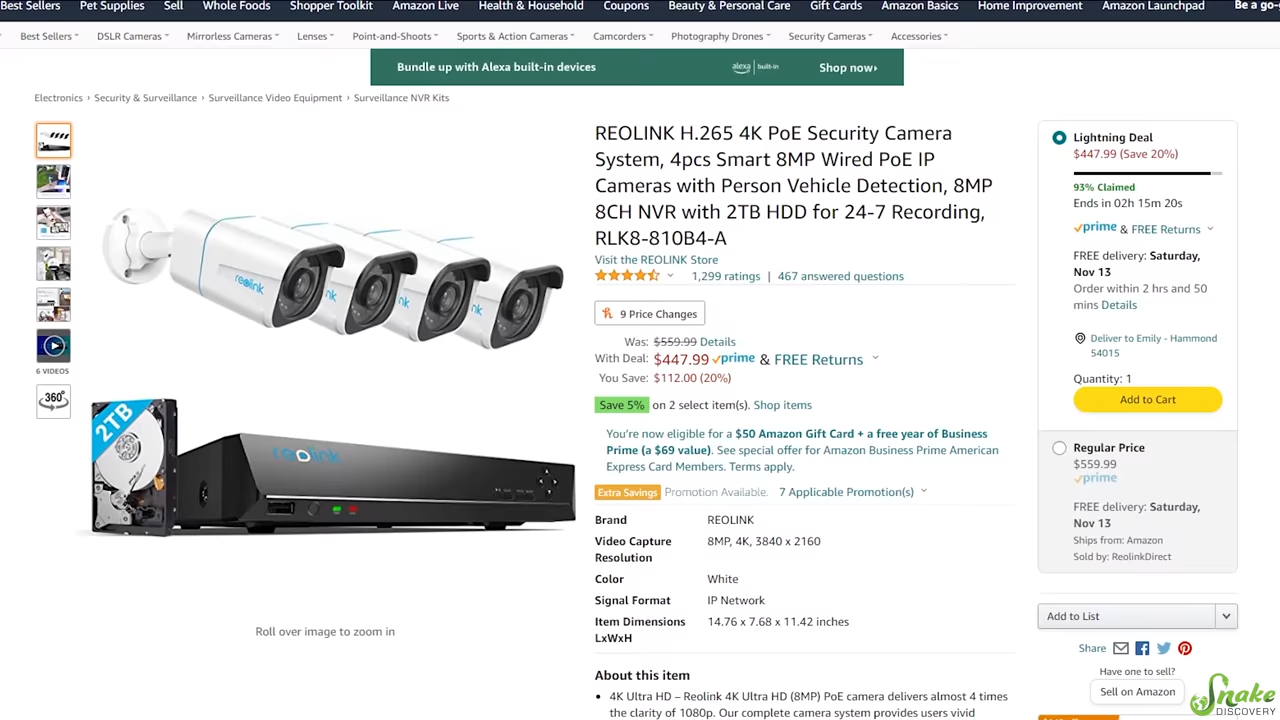 Best Sellers Pet Supplies Sell Whole Foods Shopper Toolkit Amazon Live Health & Household Coupons Beauty & Personal Care Gift Cards Amazon Basics Home Improvement Amazon Launchpad Be a go-
Best Sellers DSLR Cameras Mirrorless Cameras Lenses Point-and-Shoots Sports & Action Cameras Camcorders Photography Drones Security Cameras Accessories
Bundle up with Alexa built-in devices alexa built-in Shop now›
Electronics › Security & Surveillance › Surveillance Video Equipment › Surveillance NVR Kits
6 VIDEOS
360°
reolink
2TB
reolink
Roll over image to zoom in
REOLINK H.265 4K PoE Security Camera
System, 4pcs Smart 8MP Wired PoE IP
Cameras with Person Vehicle Detection, 8MP
8CH NVR with 2TB HDD for 24-7 Recording,
RLK8-810B4-A
Visit the REOLINK Store
1,299 ratings | 467 answered questions
9 Price Changes
Was: $559.99 Details
With Deal: $447.99 prime & FREE Returns
You Save: $112.00 (20%)
Save 5% on 2 select item(s). Shop items
You're now eligible for a $50 Amazon Gift Card + a free year of Business
Prime (a $69 value). See special offer for Amazon Business Prime American
Express Card Members. Terms apply.
Extra Savings Promotion Available. 7 Applicable Promotion(s)
Brand REOLINK
Video Capture Resolution 8MP, 4K, 3840 x 2160
Color White
Signal Format IP Network
Item Dimensions LxWxH 14.76 x 7.68 x 11.42 inches
About this item
• 4K Ultra HD – Reolink 4K Ultra HD (8MP) PoE camera delivers almost 4 times
the clarity of 1080p. Our complete camera system provides users vivid
Lightning Deal
$447.99 (Save 20%)
93% Claimed
Ends in 02h 15m 20s
prime & FREE Returns
FREE delivery: Saturday,
Nov 13
Order within 2 hrs and 50
mins Details
Deliver to Emily - Hammond
54015
Quantity: 1
Add to Cart
Regular Price
$559.99
prime
FREE delivery: Saturday,
Nov 13
Ships from: Amazon
Sold by: ReolinkDirect
Add to List
Share
Have one to sell?
Sell on Amazon
Snake
DISCOVERY